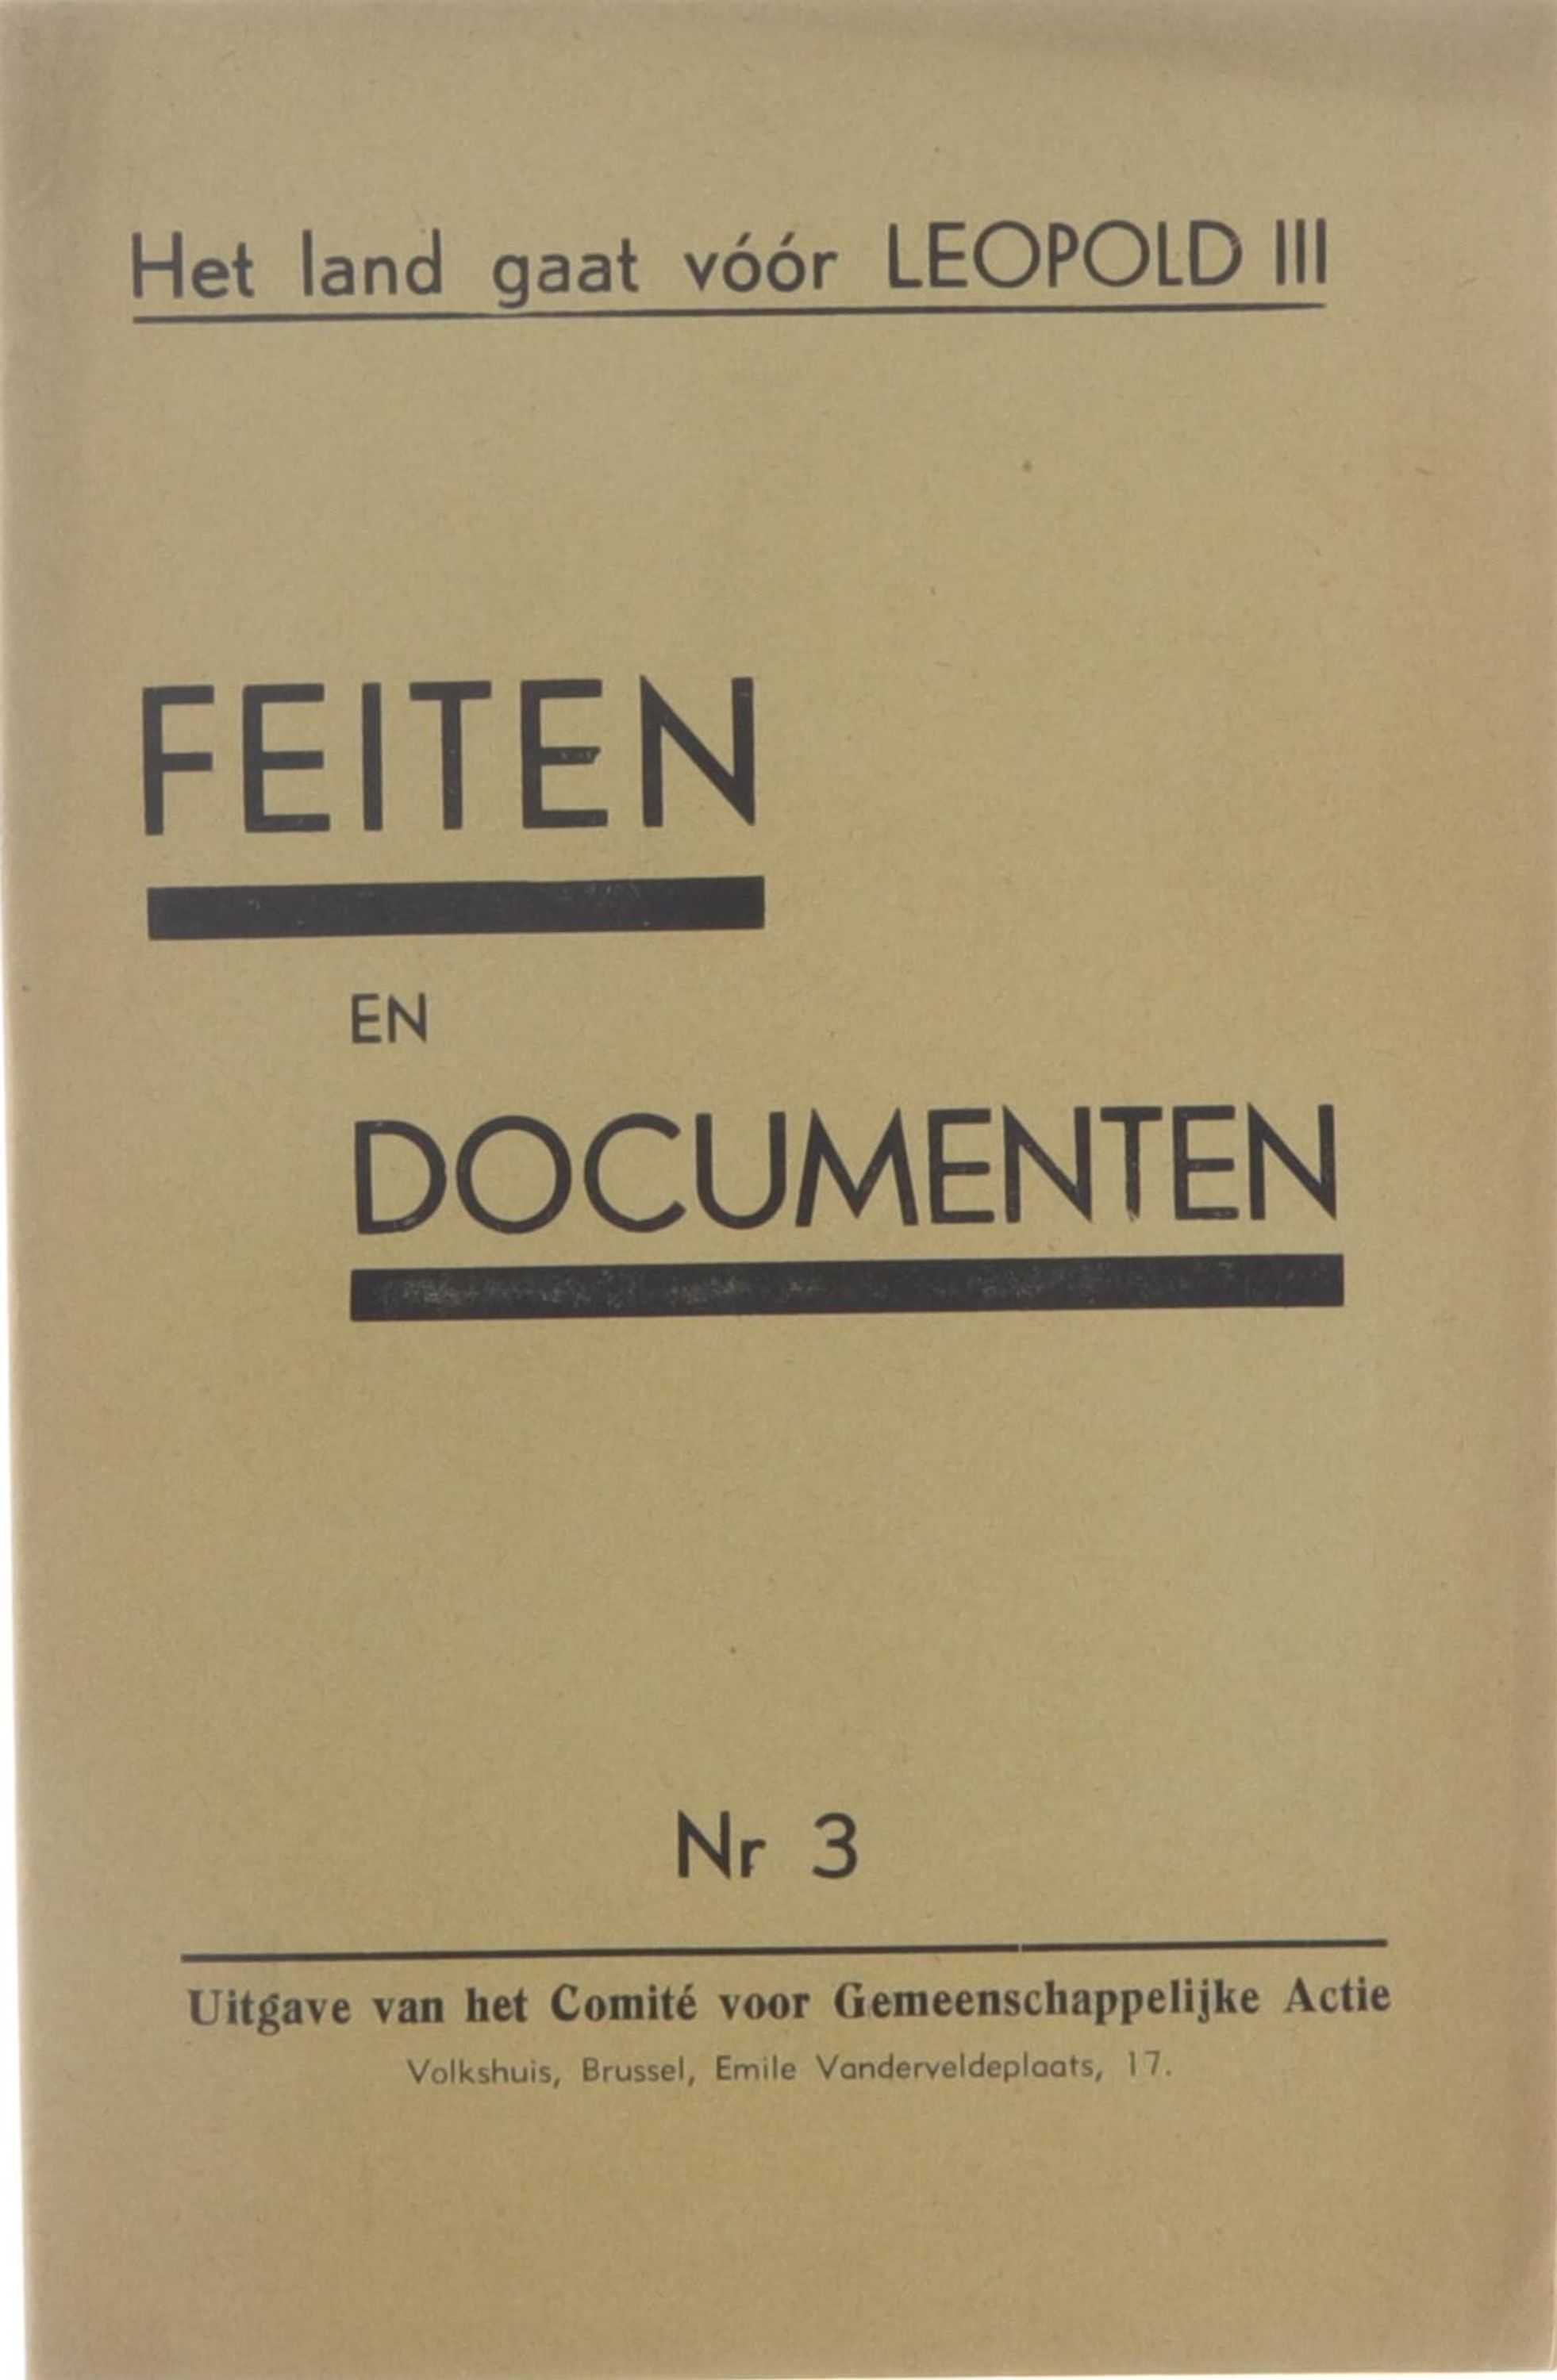 Het land gaat vóór LEOPOLD III
FEITEN
EN
DOCUMENTEN
Nr 3
Uitgave van het Comité voor Gemeenschappelijke Actie
Volkshuis, Brussel, Emile Vanderveldeplaats, 17.